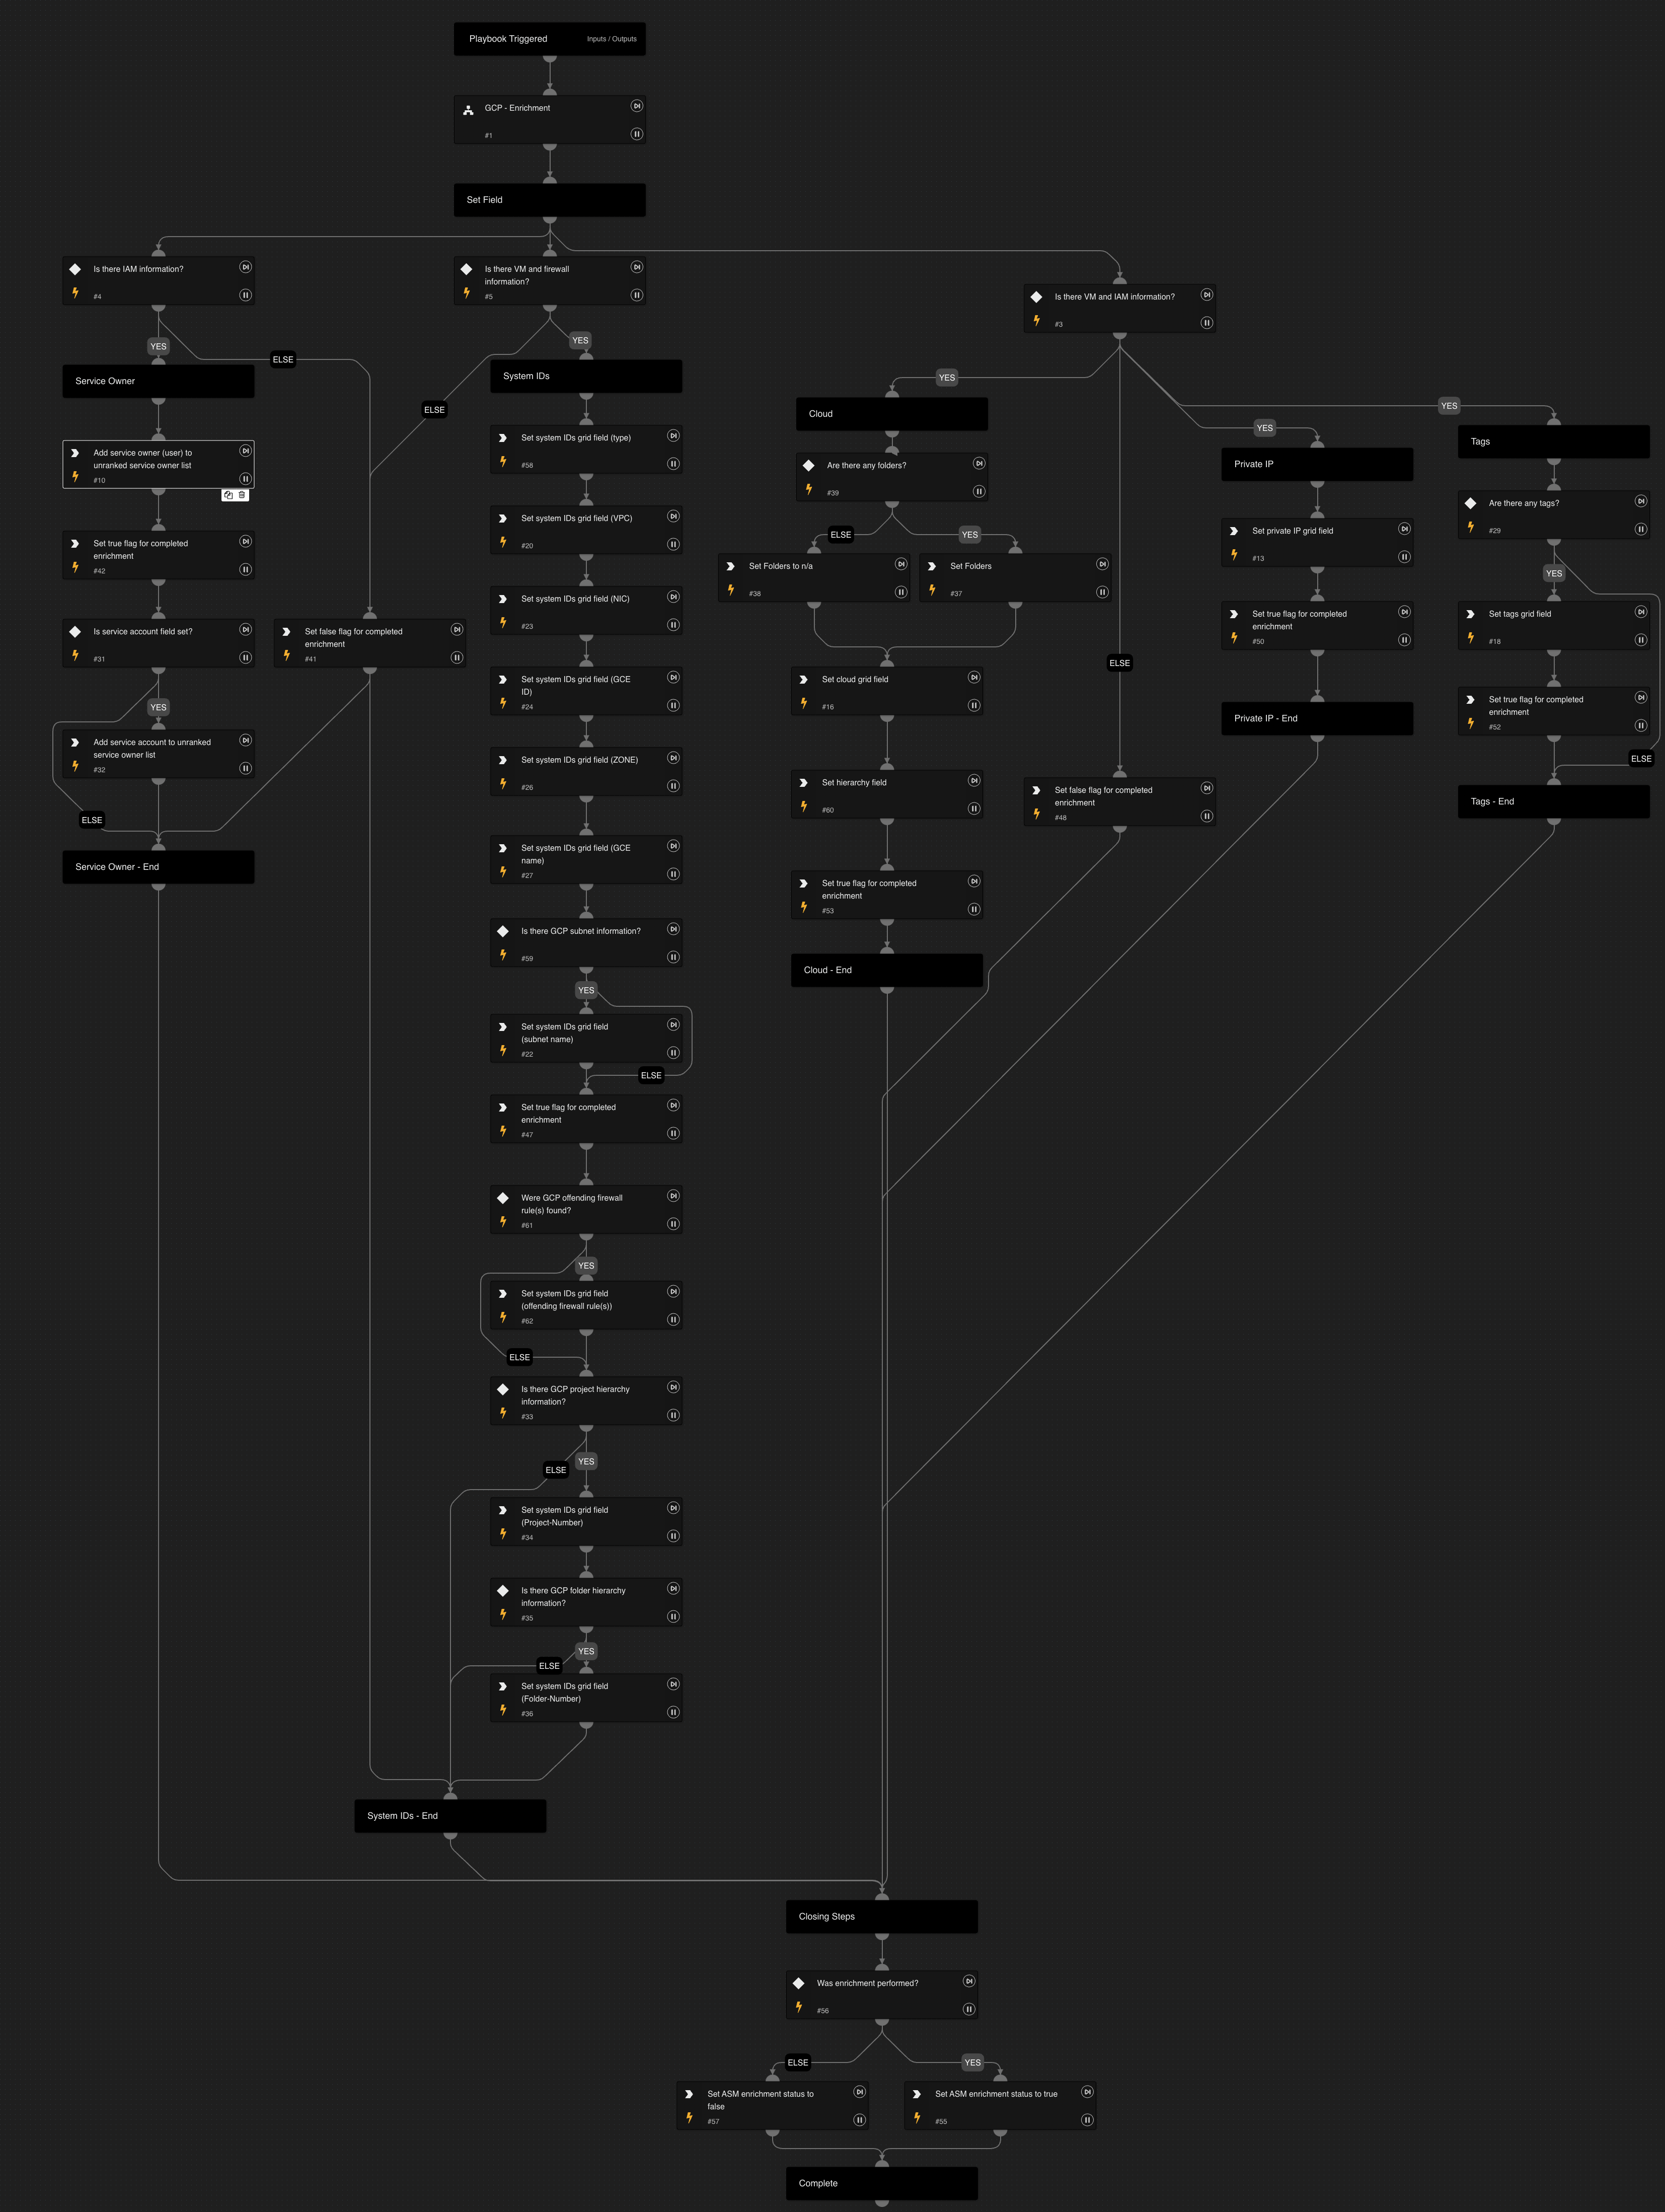 Playbook Triggered
Inputs / Outputs
GCP - Enrichment
#1
Set Field
Is there IAM information?
#4
YES
ELSE
Service Owner
Add service owner (user) to
unranked service owner list
#10
Set true flag for completed
enrichment
#42
Is service account field set?
#31
Set false flag for completed
enrichment
#41
YES
Add service account to unranked
service owner list
#32
ELSE
Service Owner - End
Is there VM and firewall
information?
#5
YES
ELSE
System IDs
Set system IDs grid field (type)
#58
Set system IDs grid field (VPC)
#20
Set system IDs grid field (NIC)
#23
Set system IDs grid field (GCE
ID)
#24
Set system IDs grid field (ZONE)
#26
Set system IDs grid field (GCE
name)
#27
Is there GCP subnet information?
#59
YES
Set system IDs grid field
(subnet name)
#22
ELSE
Set true flag for completed
enrichment
#47
Were GCP offending firewall
rule(s) found?
#61
YES
Set system IDs grid field
(offending firewall rule(s))
#62
ELSE
Is there GCP project hierarchy
information?
#33
YES
ELSE
Set system IDs grid field
(Project-Number)
#34
Is there GCP folder hierarchy
information?
#35
YES
ELSE
Set system IDs grid field
(Folder-Number)
#36
System IDs - End
Is there VM and IAM information?
#3
YES
Cloud
Are there any folders?
#39
ELSE
YES
Set Folders to n/a
#38
Set Folders
#37
Set cloud grid field
#16
Set hierarchy field
#60
Set true flag for completed
enrichment
#53
Cloud - End
ELSE
Set false flag for completed
enrichment
#48
YES
Private IP
Set private IP grid field
#13
Set true flag for completed
enrichment
#50
Private IP - End
YES
Tags
Are there any tags?
#29
YES
Set tags grid field
#18
Set true flag for completed
enrichment
#52
ELSE
Tags - End
Closing Steps
Was enrichment performed?
#56
ELSE
YES
Set ASM enrichment status to
false
#57
Set ASM enrichment status to true
#55
Complete